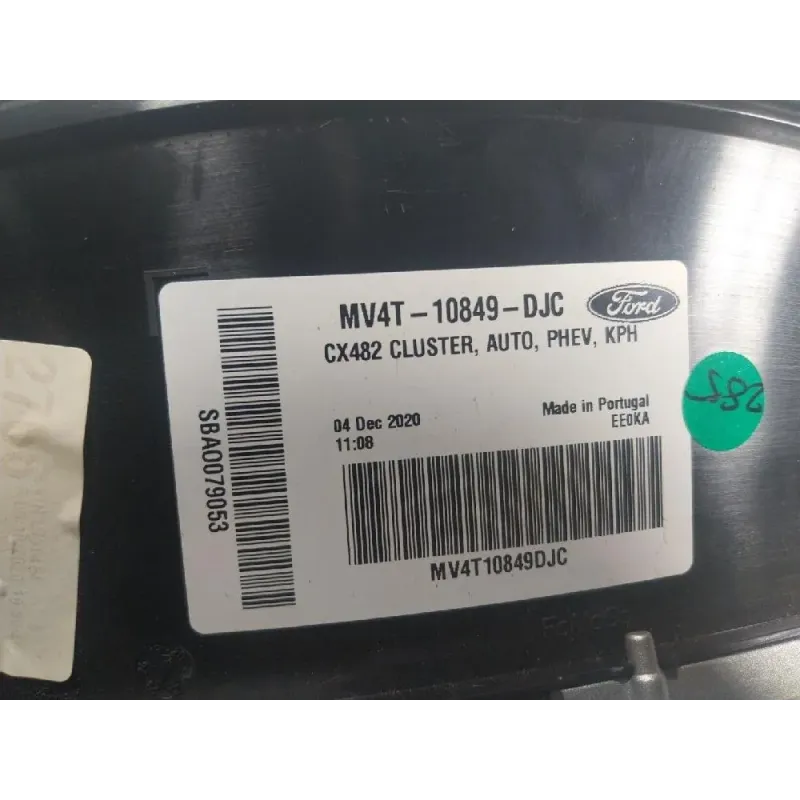 MV4T-10849-DJC
Ford
CX482 CLUSTER, AUTO, PHEV, KPH
04 Dec 2020
11:08
Made in Portugal
EE0KA
MV4T10849DJC
SBA0079053